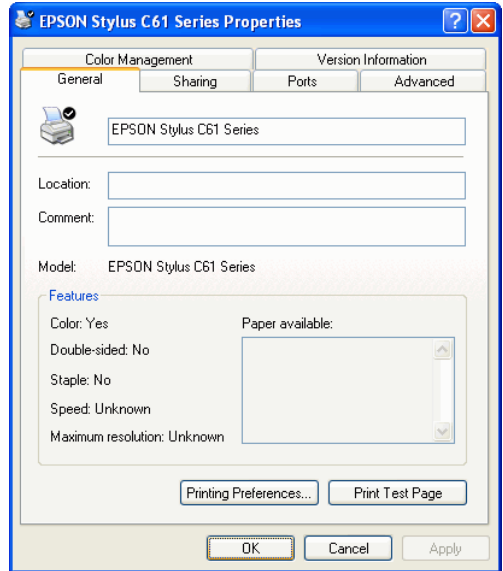 EPSON Stylus C61 Series Properties
Color Management Version Information
General Sharing Ports Advanced
EPSON Stylus C61 Series
Location:
Comment:
Model: EPSON Stylus C61 Series
Features
Color: Yes Paper available:
Double-sided: No
Staple: No
Speed: Unknown
Maximum resolution: Unknown
Printing Preferences... Print Test Page
OK Cancel Apply